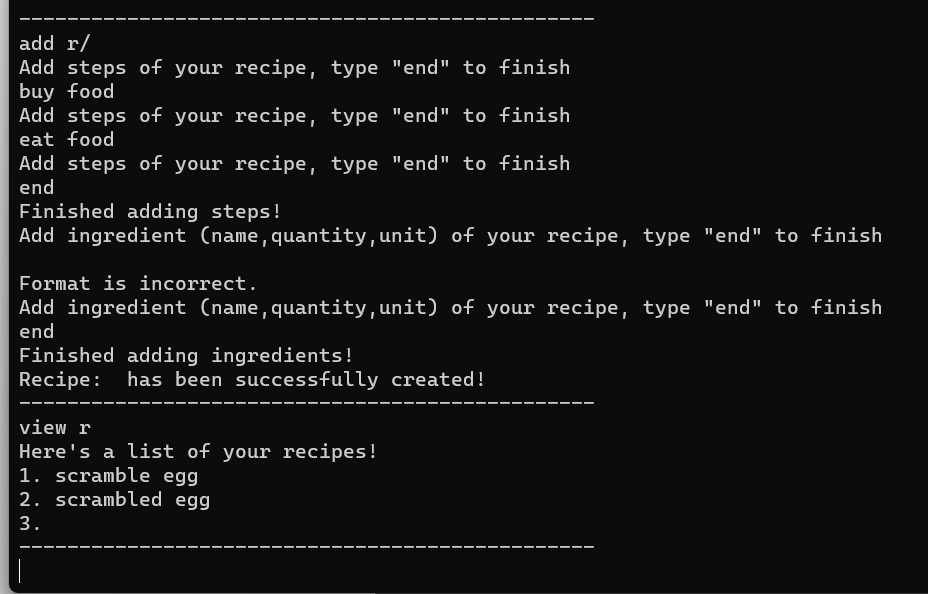 ------------------------------------------------
add r/
Add steps of your recipe, type "end" to finish
buy food
Add steps of your recipe, type "end" to finish
eat food
Add steps of your recipe, type "end" to finish
end
Finished adding steps!
Add ingredient (name,quantity,unit) of your recipe, type "end" to finish

Format is incorrect.
Add ingredient (name,quantity,unit) of your recipe, type "end" to finish
end
Finished adding ingredients!
Recipe:  has been successfully created!
------------------------------------------------
view r
Here's a list of your recipes!
1. scramble egg
2. scrambled egg
3.
------------------------------------------------